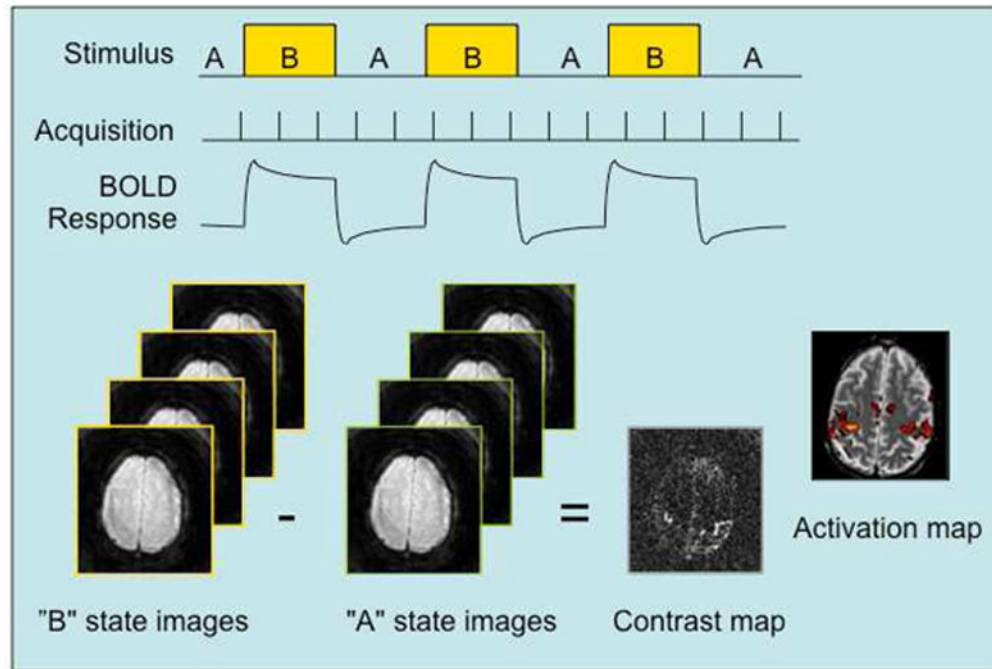 Stimulus
A B A B A B A
Acquisition
BOLD
Response
- =
Activation map
"B" state images "A" state images Contrast map